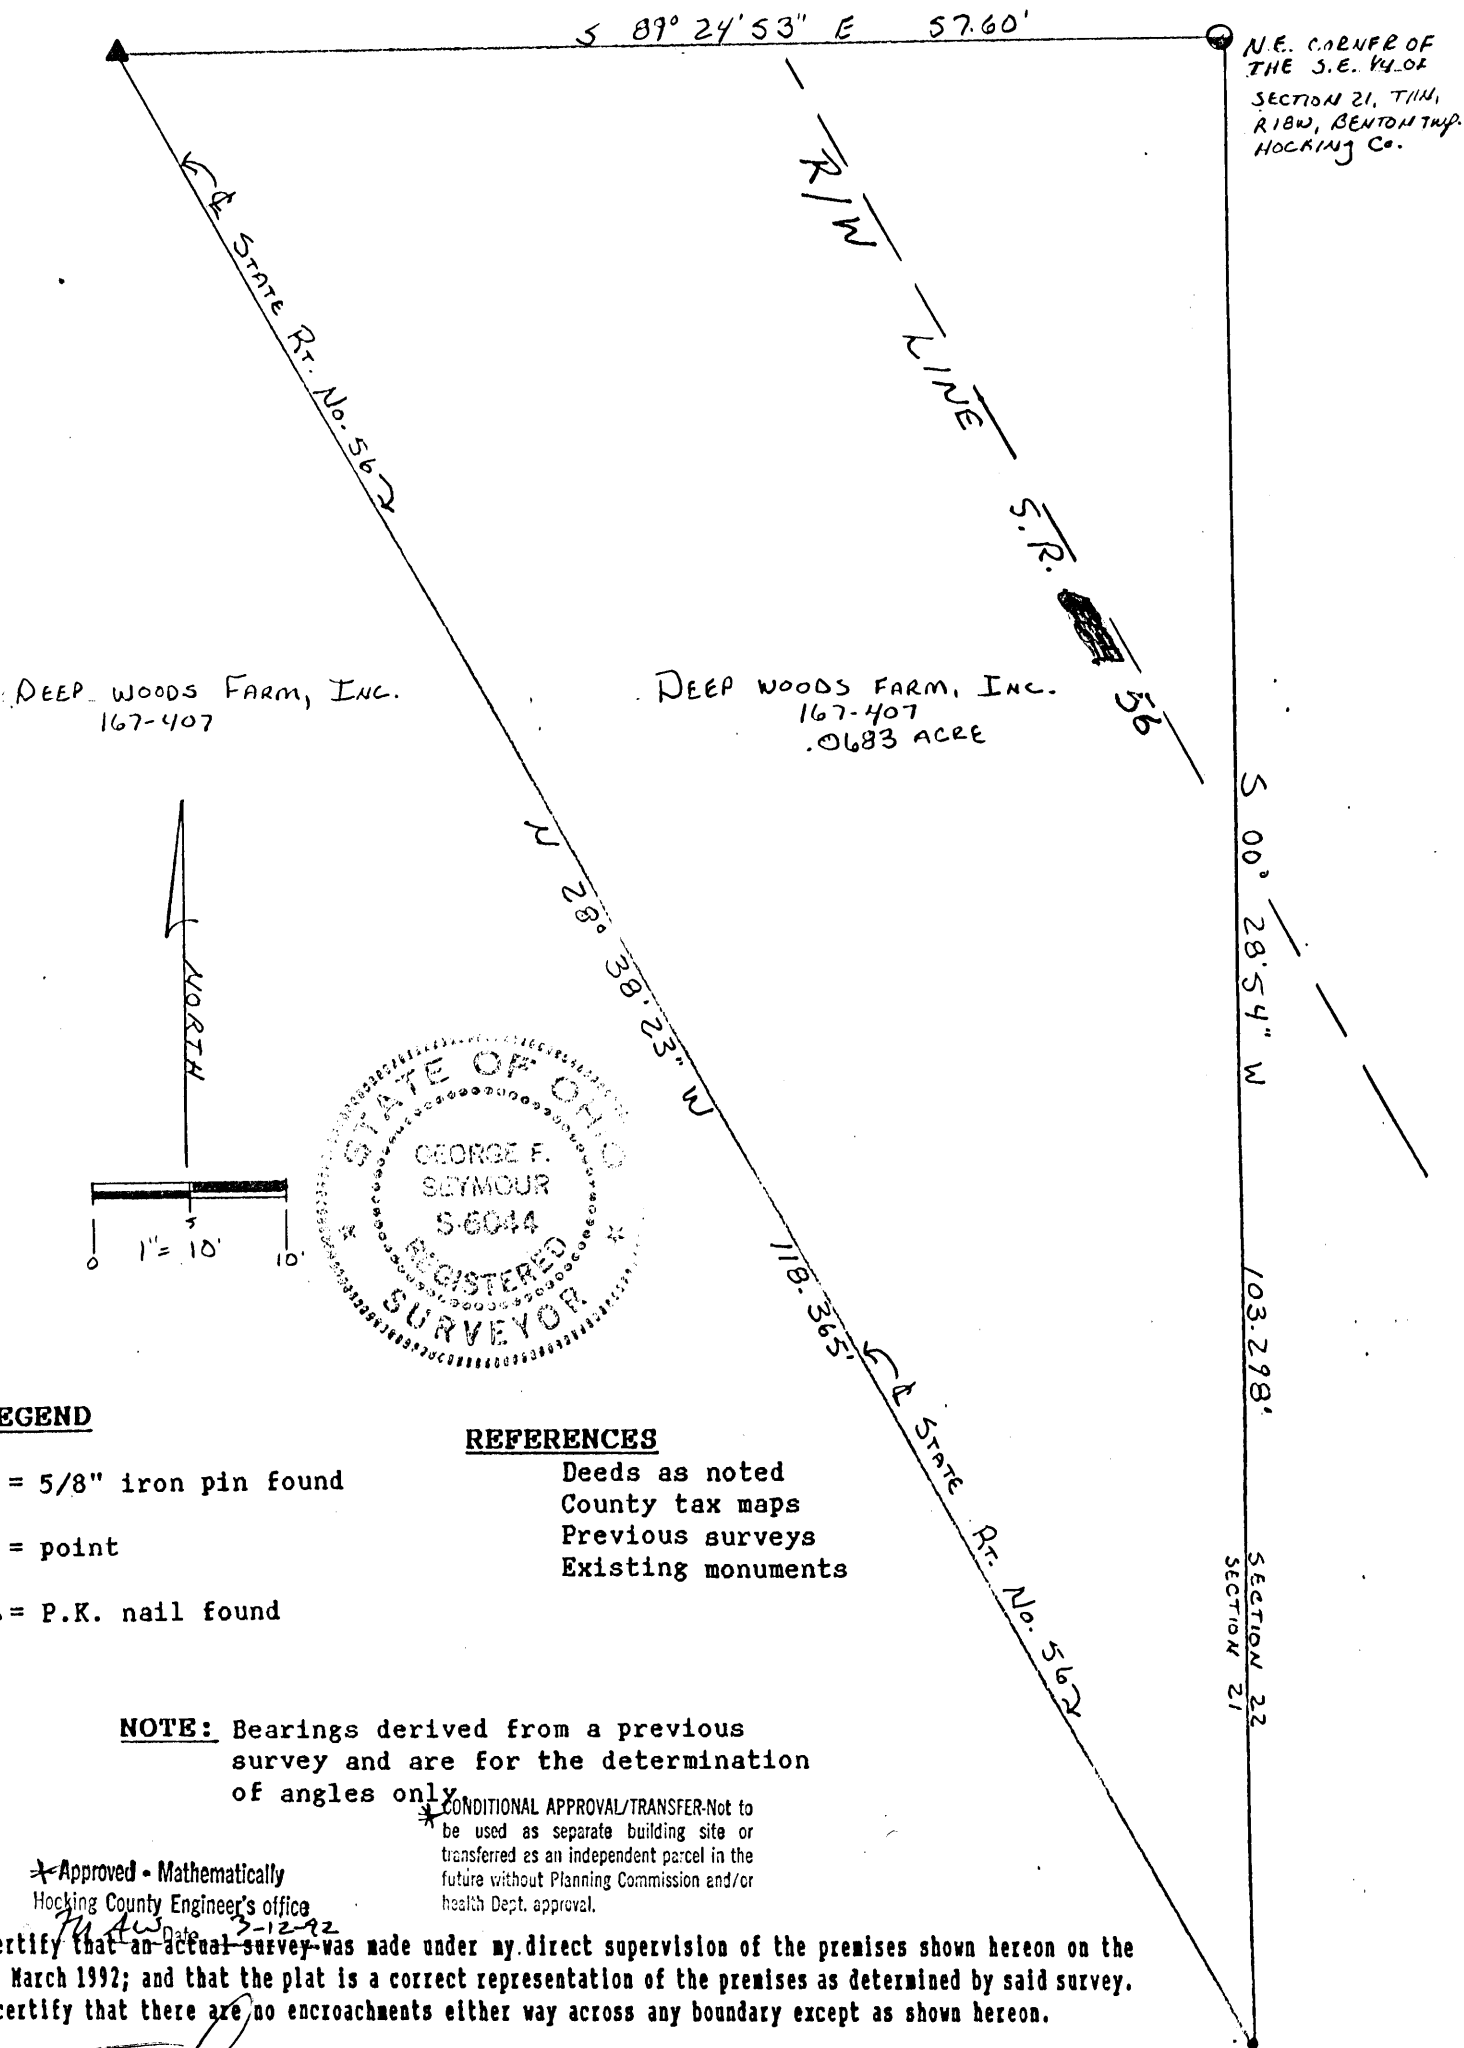 S 89° 24' 53" E 57.60'
N.E. CORNER OF
THE S.E. 1/4 OF
SECTION 21, T11N,
R18W, BENTON TWP.
HOCKING Co.
℄ STATE RT. No. 56
R/W LINE S.R. 56
DEEP WOODS FARM, INC.
167-407
DEEP WOODS FARM, INC.
167-407
.0683 ACRE
N 28° 38' 23" W 118.365'
S 00° 28' 54" W 103.298'
NORTH
0 5 10'
1" = 10'
STATE OF OHIO
GEORGE F.
SEYMOUR
S-6044
REGISTERED
SURVEYOR
℄ STATE RT. No. 56
SECTION 22
SECTION 21
EGEND
= 5/8" iron pin found
= point
= P.K. nail found
REFERENCES
Deeds as noted
County tax maps
Previous surveys
Existing monuments
NOTE: Bearings derived from a previous
survey and are for the determination
of angles only.
* CONDITIONAL APPROVAL/TRANSFER-Not to
be used as separate building site or
transferred as an independent parcel in the
future without Planning Commission and/or
health Dept. approval.
* Approved - Mathematically
Hocking County Engineer's office
Date 3-12-92
ertify that an actual survey was made under my direct supervision of the premises shown hereon on the
March 1992; and that the plat is a correct representation of the premises as determined by said survey.
certify that there are no encroachments either way across any boundary except as shown hereon.